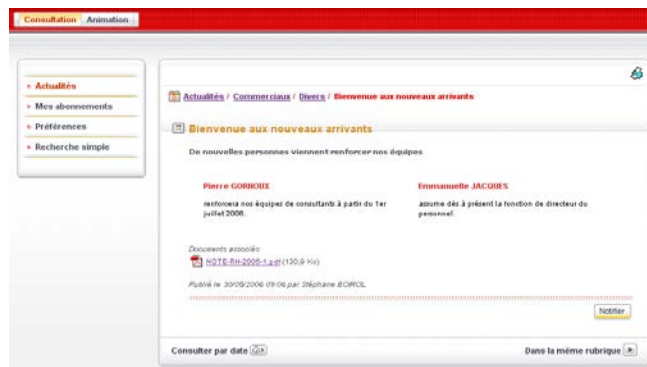 Consultation Animation
Actualités
Mes abonnements
Préférences
Recherche simple
Actualités / Commerciaux / Divers / Bienvenue aux nouveaux arrivants
Bienvenue aux nouveaux arrivants
De nouvelles personnes viennent renforcer nos équipes
Pierre GORHOUX
renforcera nos équipes de consultants à partir du 1er
juillet 2006.
Emmanuelle JACQUES
assume dès à présent la fonction de directeur du
personnel.
Documents associés
NOTE-RH-2006-1.pdf (130,9 Ko)
Publié le 30/05/2006 09:06 par Stéphane
Notifier
Consulter par date
Dans la même rubrique